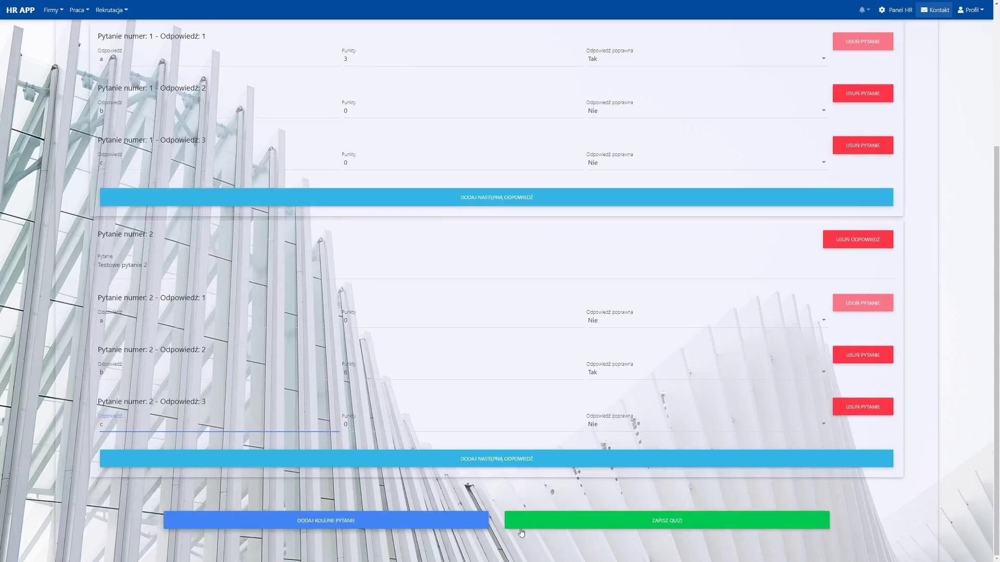 HR APP Firmy Praca Rekrutacja Panel HR Kontakt Profil
Pytanie numer: 1 - Odpowiedź: 1 USUŃ PYTANIE
Odpowiedź Punkty Odpowiedź poprawna
a 3 Tak
Pytanie numer: 1 - Odpowiedź: 2 USUŃ PYTANIE
Odpowiedź Punkty Odpowiedź poprawna
b 0 Nie
Pytanie numer: 1 - Odpowiedź: 3 USUŃ PYTANIE
Odpowiedź Punkty Odpowiedź poprawna
c 0 Nie
DODAJ NASTĘPNĄ ODPOWIEDŹ
Pytanie numer: 2 USUŃ ODPOWIEDŹ
Pytanie
Testowe pytanie 2
Pytanie numer: 2 - Odpowiedź: 1 USUŃ PYTANIE
Odpowiedź Punkty Odpowiedź poprawna
a 0 Nie
Pytanie numer: 2 - Odpowiedź: 2 USUŃ PYTANIE
Odpowiedź Punkty Odpowiedź poprawna
b 6 Tak
Pytanie numer: 2 - Odpowiedź: 3 USUŃ PYTANIE
Odpowiedź Punkty Odpowiedź poprawna
c 0 Nie
DODAJ NASTĘPNĄ ODPOWIEDŹ
DODAJ KOLEJNE PYTANIE ZAPISZ QUIZ!